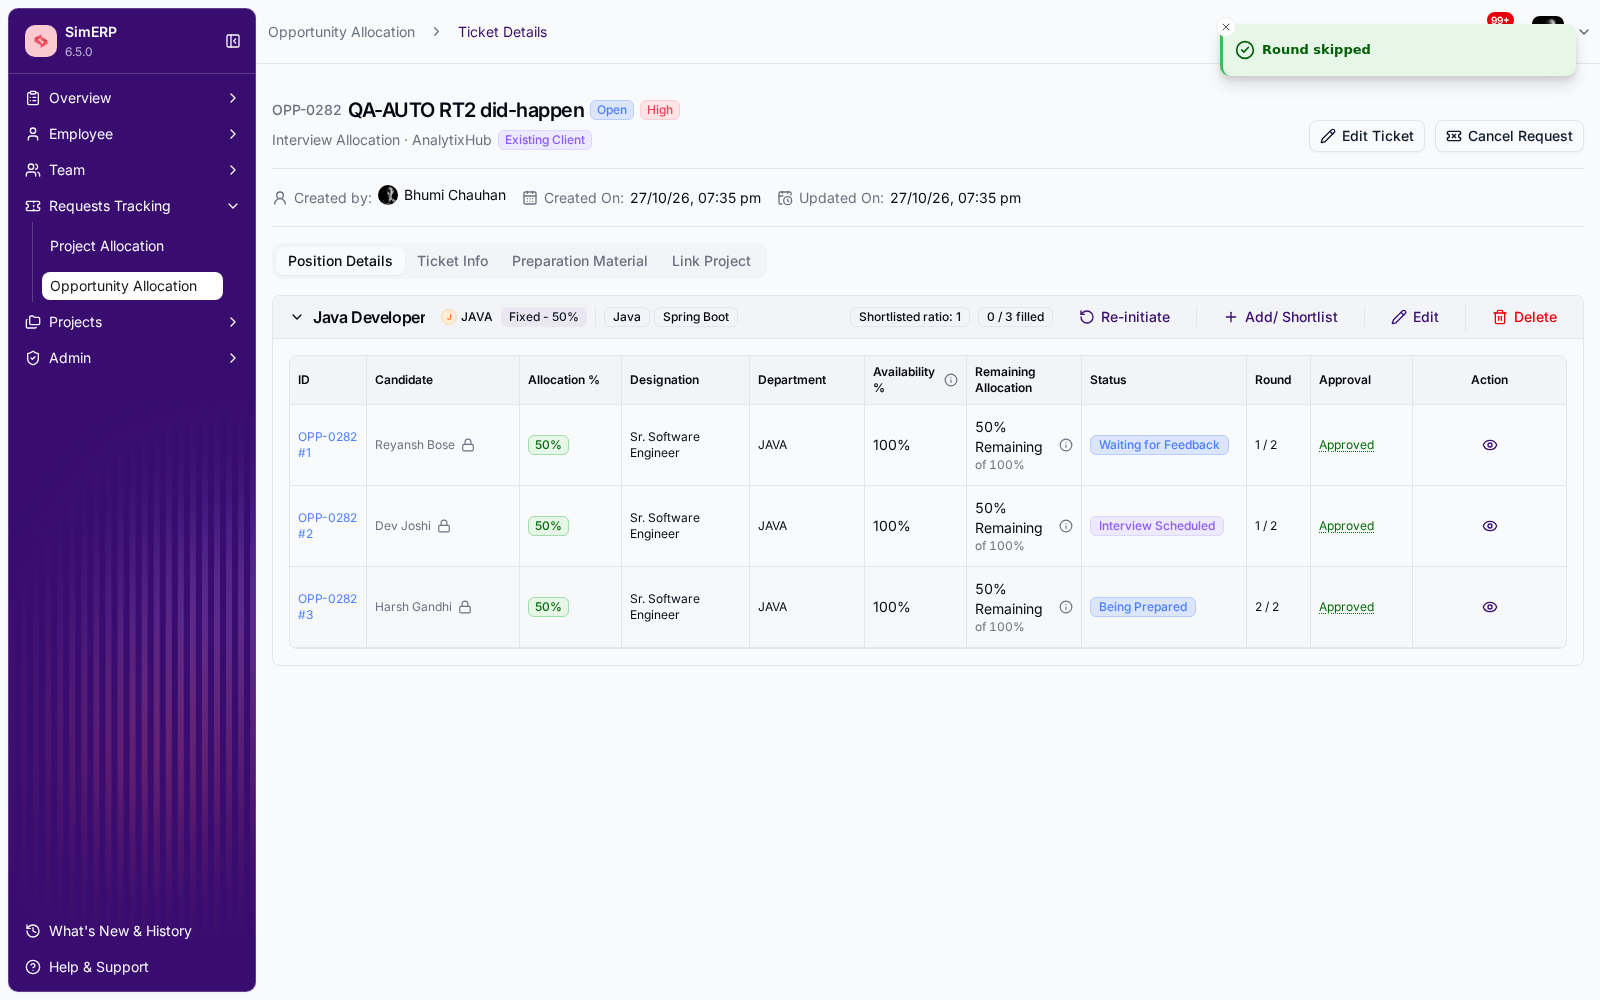 SimERP
6.5.0
Overview
Employee
Team
Requests Tracking
Project Allocation
Opportunity Allocation
Projects
Admin
What's New & History
Help & Support
Opportunity Allocation > Ticket Details
99+
Round skipped
OPP-0282 QA-AUTO RT2 did-happen Open High
Interview Allocation · AnalytixHub Existing Client
Edit Ticket
Cancel Request
Created by: Bhumi Chauhan Created On: 27/10/26, 07:35 pm Updated On: 27/10/26, 07:35 pm
Position Details Ticket Info Preparation Material Link Project
Java Developer J JAVA Fixed - 50% Java Spring Boot Shortlisted ratio: 1 0 / 3 filled Re-initiate Add/ Shortlist Edit Delete
ID Candidate Allocation % Designation Department Availability % Remaining Allocation Status Round Approval Action
OPP-0282 #1 Reyansh Bose 50% Sr. Software Engineer JAVA 100% 50% Remaining of 100% Waiting for Feedback 1 / 2 Approved
OPP-0282 #2 Dev Joshi 50% Sr. Software Engineer JAVA 100% 50% Remaining of 100% Interview Scheduled 1 / 2 Approved
OPP-0282 #3 Harsh Gandhi 50% Sr. Software Engineer JAVA 100% 50% Remaining of 100% Being Prepared 2 / 2 Approved